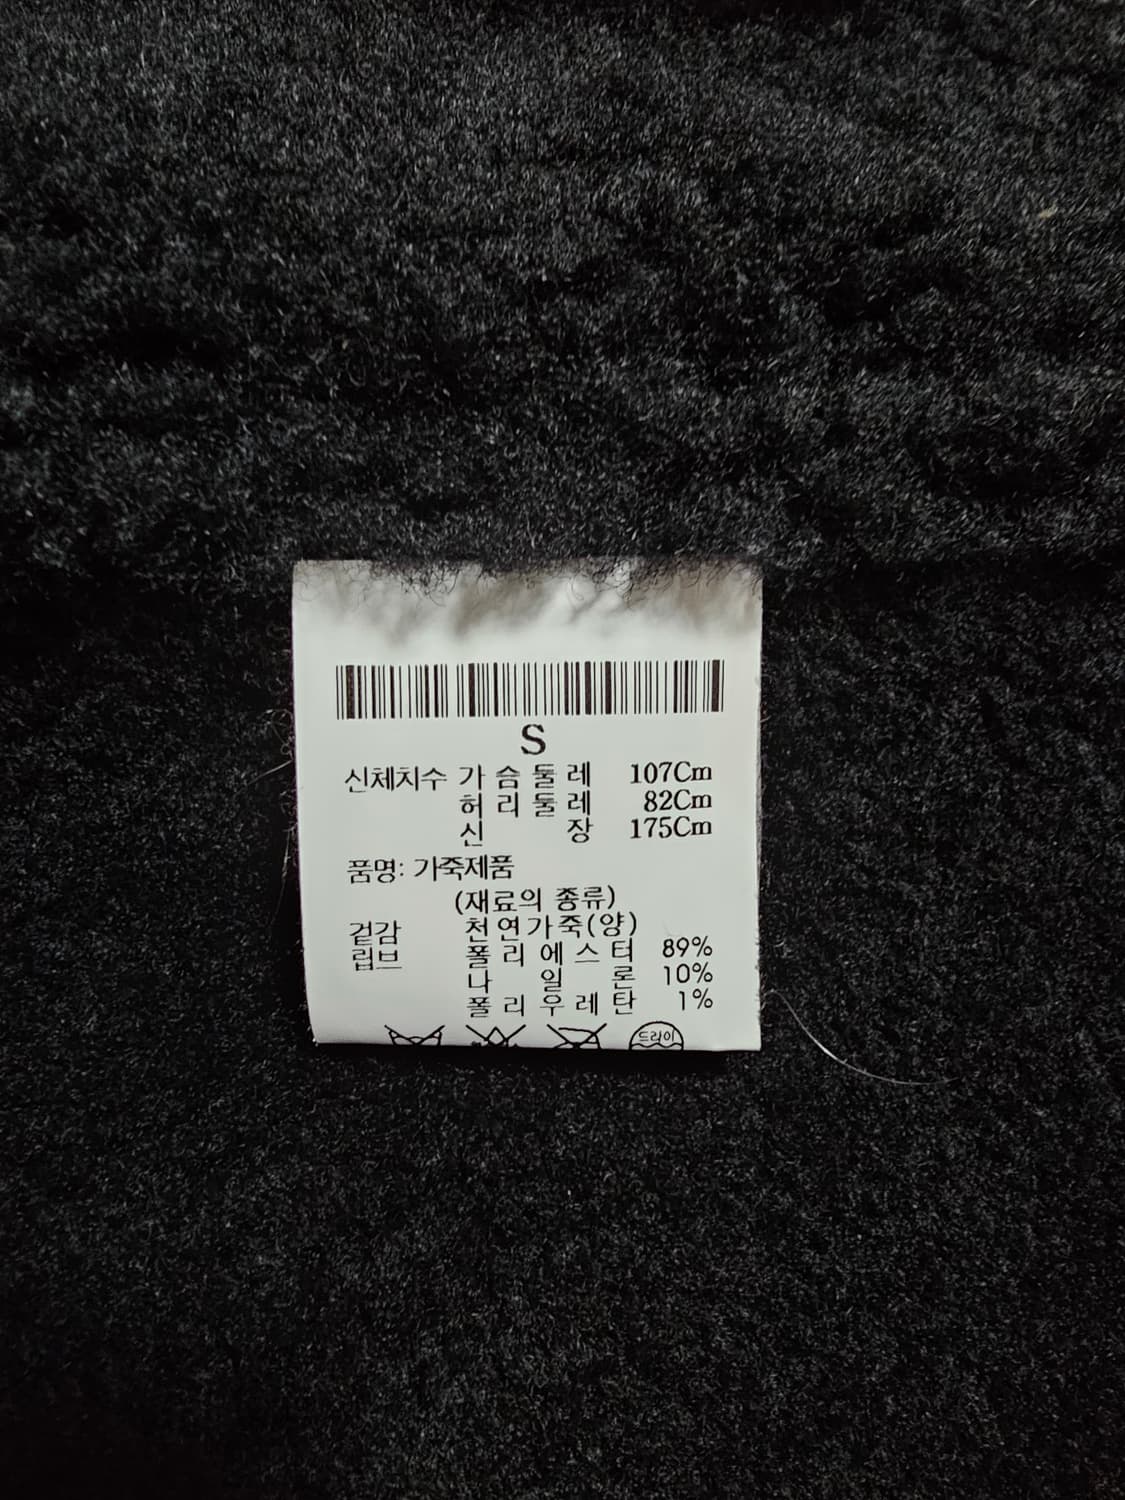 S
신체치수 가슴둘레 107Cm
허리둘레 82Cm
신장 175Cm
품명: 가죽제품
(재료의 종류)
겉감 천연가죽(양)
립브 폴리에스터 89%
나일론 10%
폴리우레탄 1%
드라이